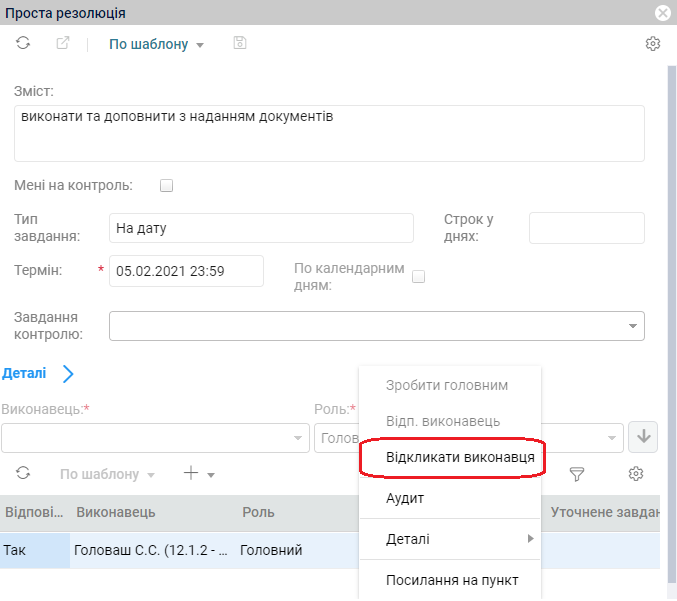 Проста резолюція
По шаблону
Зміст:
виконати та доповнити з наданням документів
Мені на контроль:
Тип
завдання:
На дату
Строк у
днях:
Термін:
*
05.02.2021 23:59
По календарним
дням:
Завдання
контролю:
Деталі
Виконавець:*
Роль:*
Голов
По шаблону
Відпові...
Виконавець
Роль
Уточнене завдан
Так
Головаш С.С. (12.1.2 - ...
Головний
Зробити головним
Відп. виконавець
Відкликати виконавця
Аудит
Деталі
Посилання на пункт